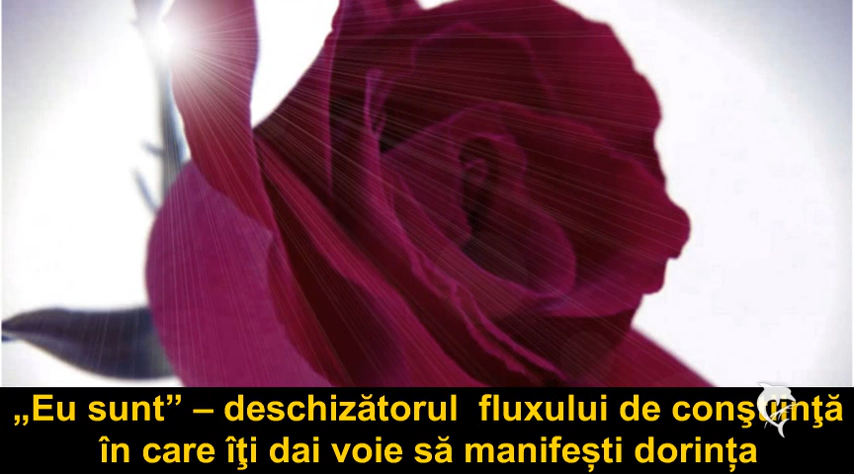 „Eu sunt” – deschizătorul fluxului de conştiinţă
în care îţi dai voie să manifești dorința